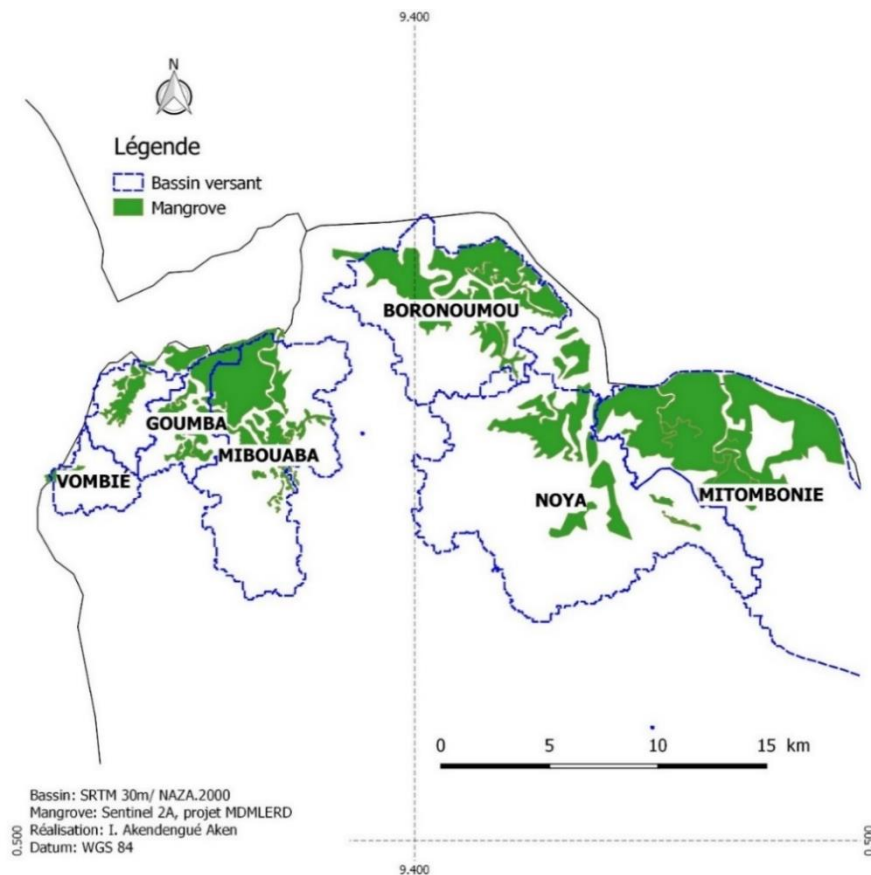 9.400
N
Légende
Bassin versant
Mangrove
BORONOUMOU
GOUMBA
MIBOUABA
VOMBIE
NOYA
MITOMBONIE
0 5 10 15 km
Bassin: SRTM 30m/ NAZA.2000
Mangrove: Sentinel 2A, projet MDMLERD
Réalisation: I. Akendengué Aken
Datum: WGS 84
0.500
0.500
9.400